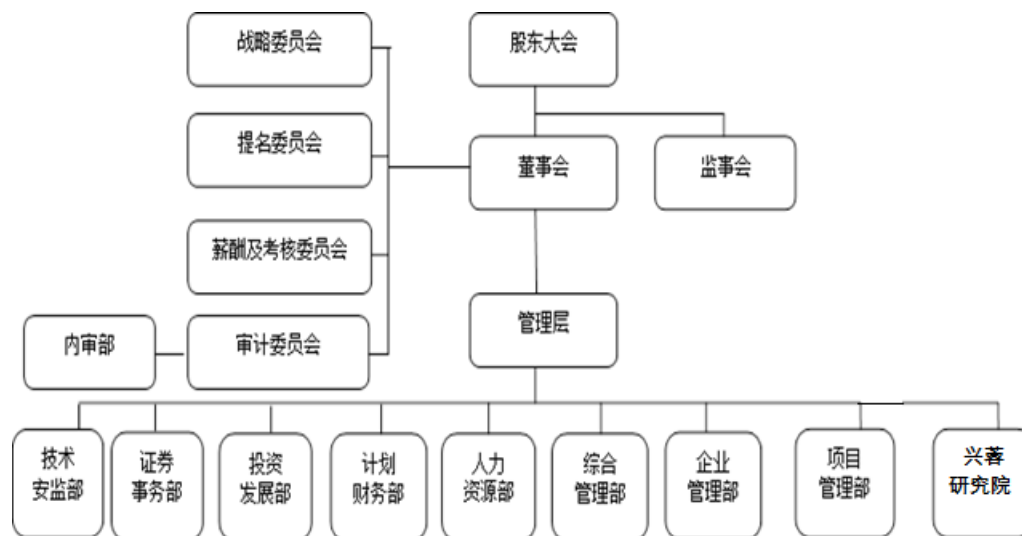 战略委员会
股东大会
提名委员会
董事会
监事会
薪酬及考核委员会
管理层
内审部
审计委员会
技术
安监部
证券
事务部
投资
发展部
计划
财务部
人力
资源部
综合
管理部
企业
管理部
项目
管理部
兴蓉
研究院